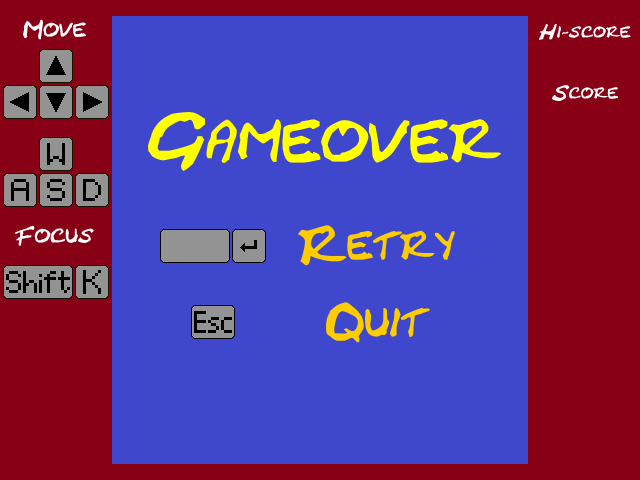 Move
▲
◀ ▼ ▶
W
A S D
Focus
Shift K
Gameover
↵ Retry
Esc Quit
Hi-score
Score